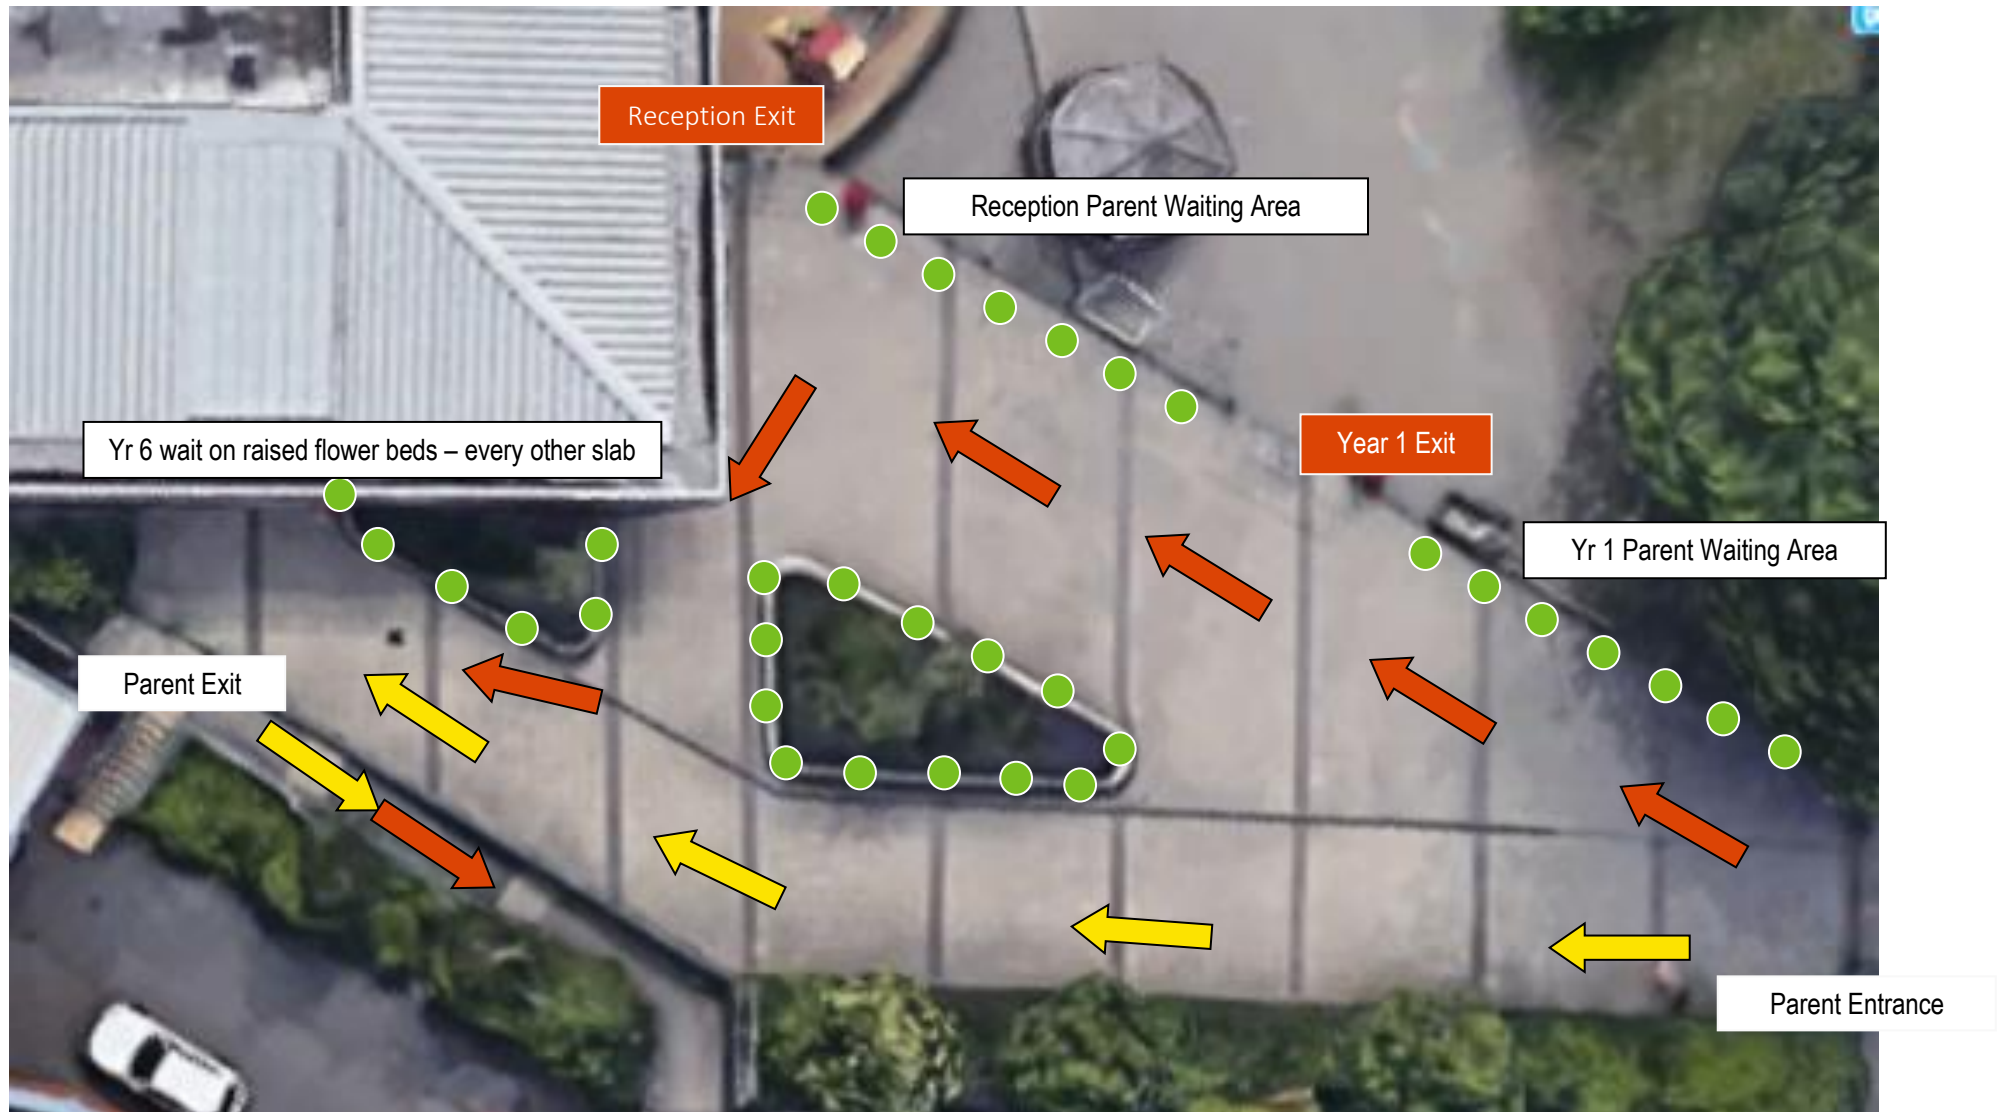 Reception Exit
Reception Parent Waiting Area
Year 1 Exit
Yr 6 wait on raised flower beds – every other slab
Yr 1 Parent Waiting Area
Parent Exit
Parent Entrance